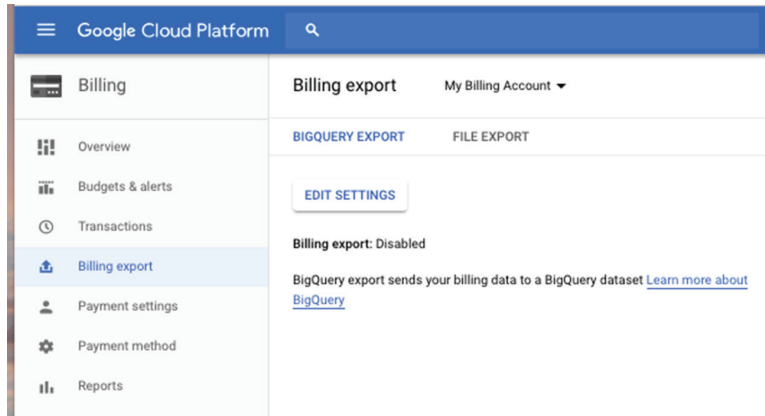 Google Cloud Platform
Billing
Billing export
My Billing Account
BIGQUERY EXPORT
FILE EXPORT
Overview
Budgets & alerts
EDIT SETTINGS
Transactions
Billing export: Disabled
Billing export
BigQuery export sends your billing data to a BigQuery dataset Learn more about
BigQuery
Payment settings
Payment method
Reports